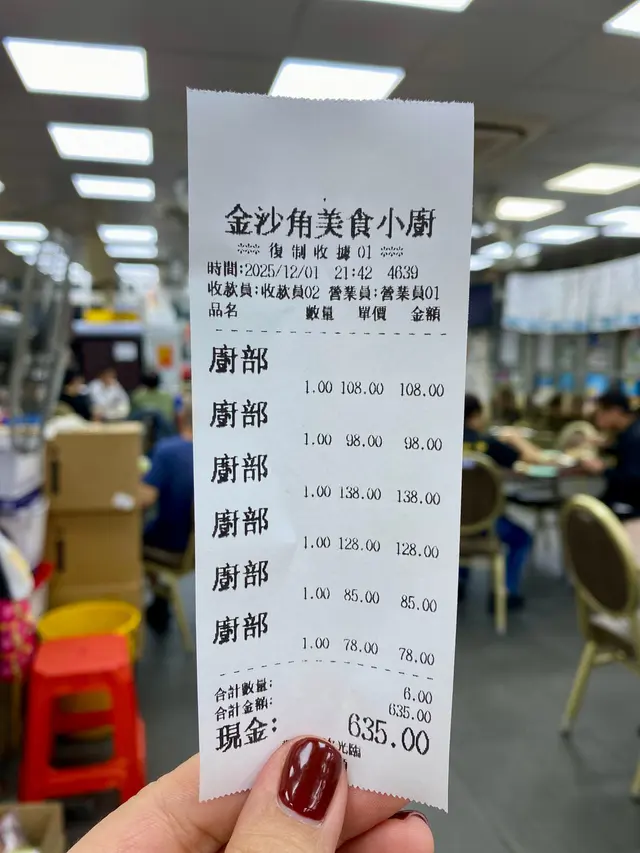 金沙角美食小廚
፨ 復制收據01 ፨
時間:2025/12/01 21:42 4639
收款員:收款員02 營業員:營業員01
品名 數量 單價 金額
廚部
1.00 108.00 108.00
廚部
1.00 98.00 98.00
廚部
1.00 138.00 138.00
廚部
1.00 128.00 128.00
廚部
1.00 85.00 85.00
廚部
1.00 78.00 78.00
合計數量: 6.00
合計金額: 635.00
現金: 635.00
光臨